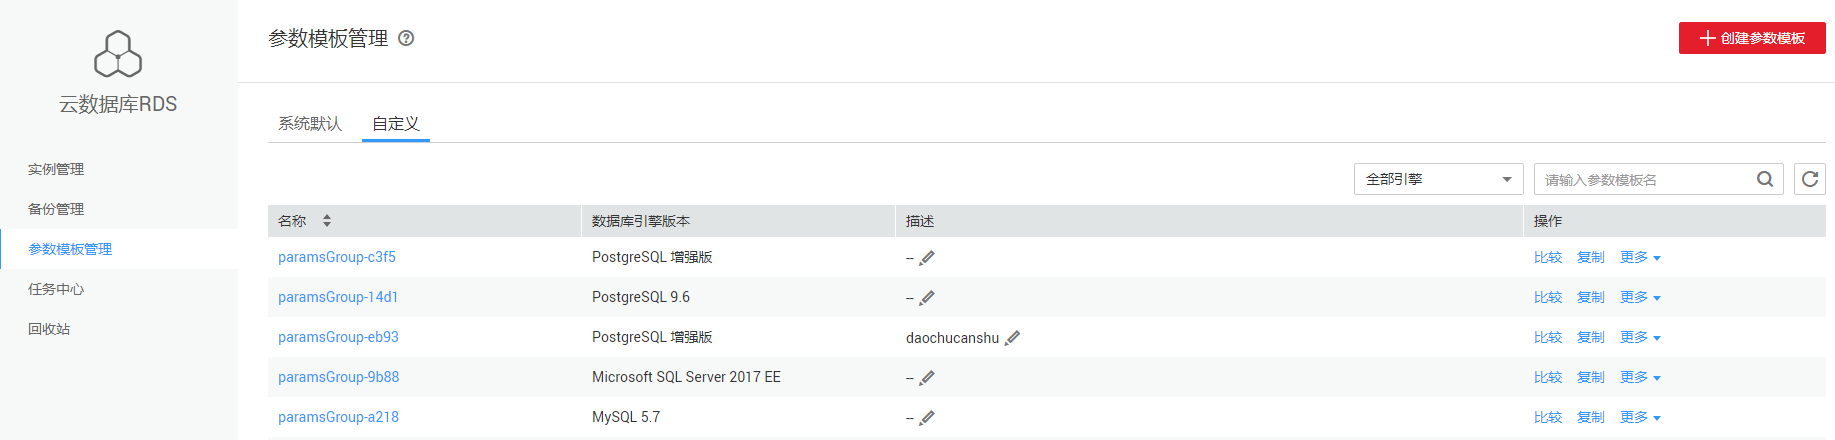 云数据库RDS
实例管理
备份管理
参数模板管理
任务中心
回收站
参数模板管理
创建参数模板
系统默认 自定义
全部引擎 请输入参数模板名
名称 数据库引擎版本 描述 操作
paramsGroup-c3f5 PostgreSQL 增强版 -- 比较 复制 更多
paramsGroup-14d1 PostgreSQL 9.6 -- 比较 复制 更多
paramsGroup-eb93 PostgreSQL 增强版 daochucanshu 比较 复制 更多
paramsGroup-9b88 Microsoft SQL Server 2017 EE -- 比较 复制 更多
paramsGroup-a218 MySQL 5.7 -- 比较 复制 更多